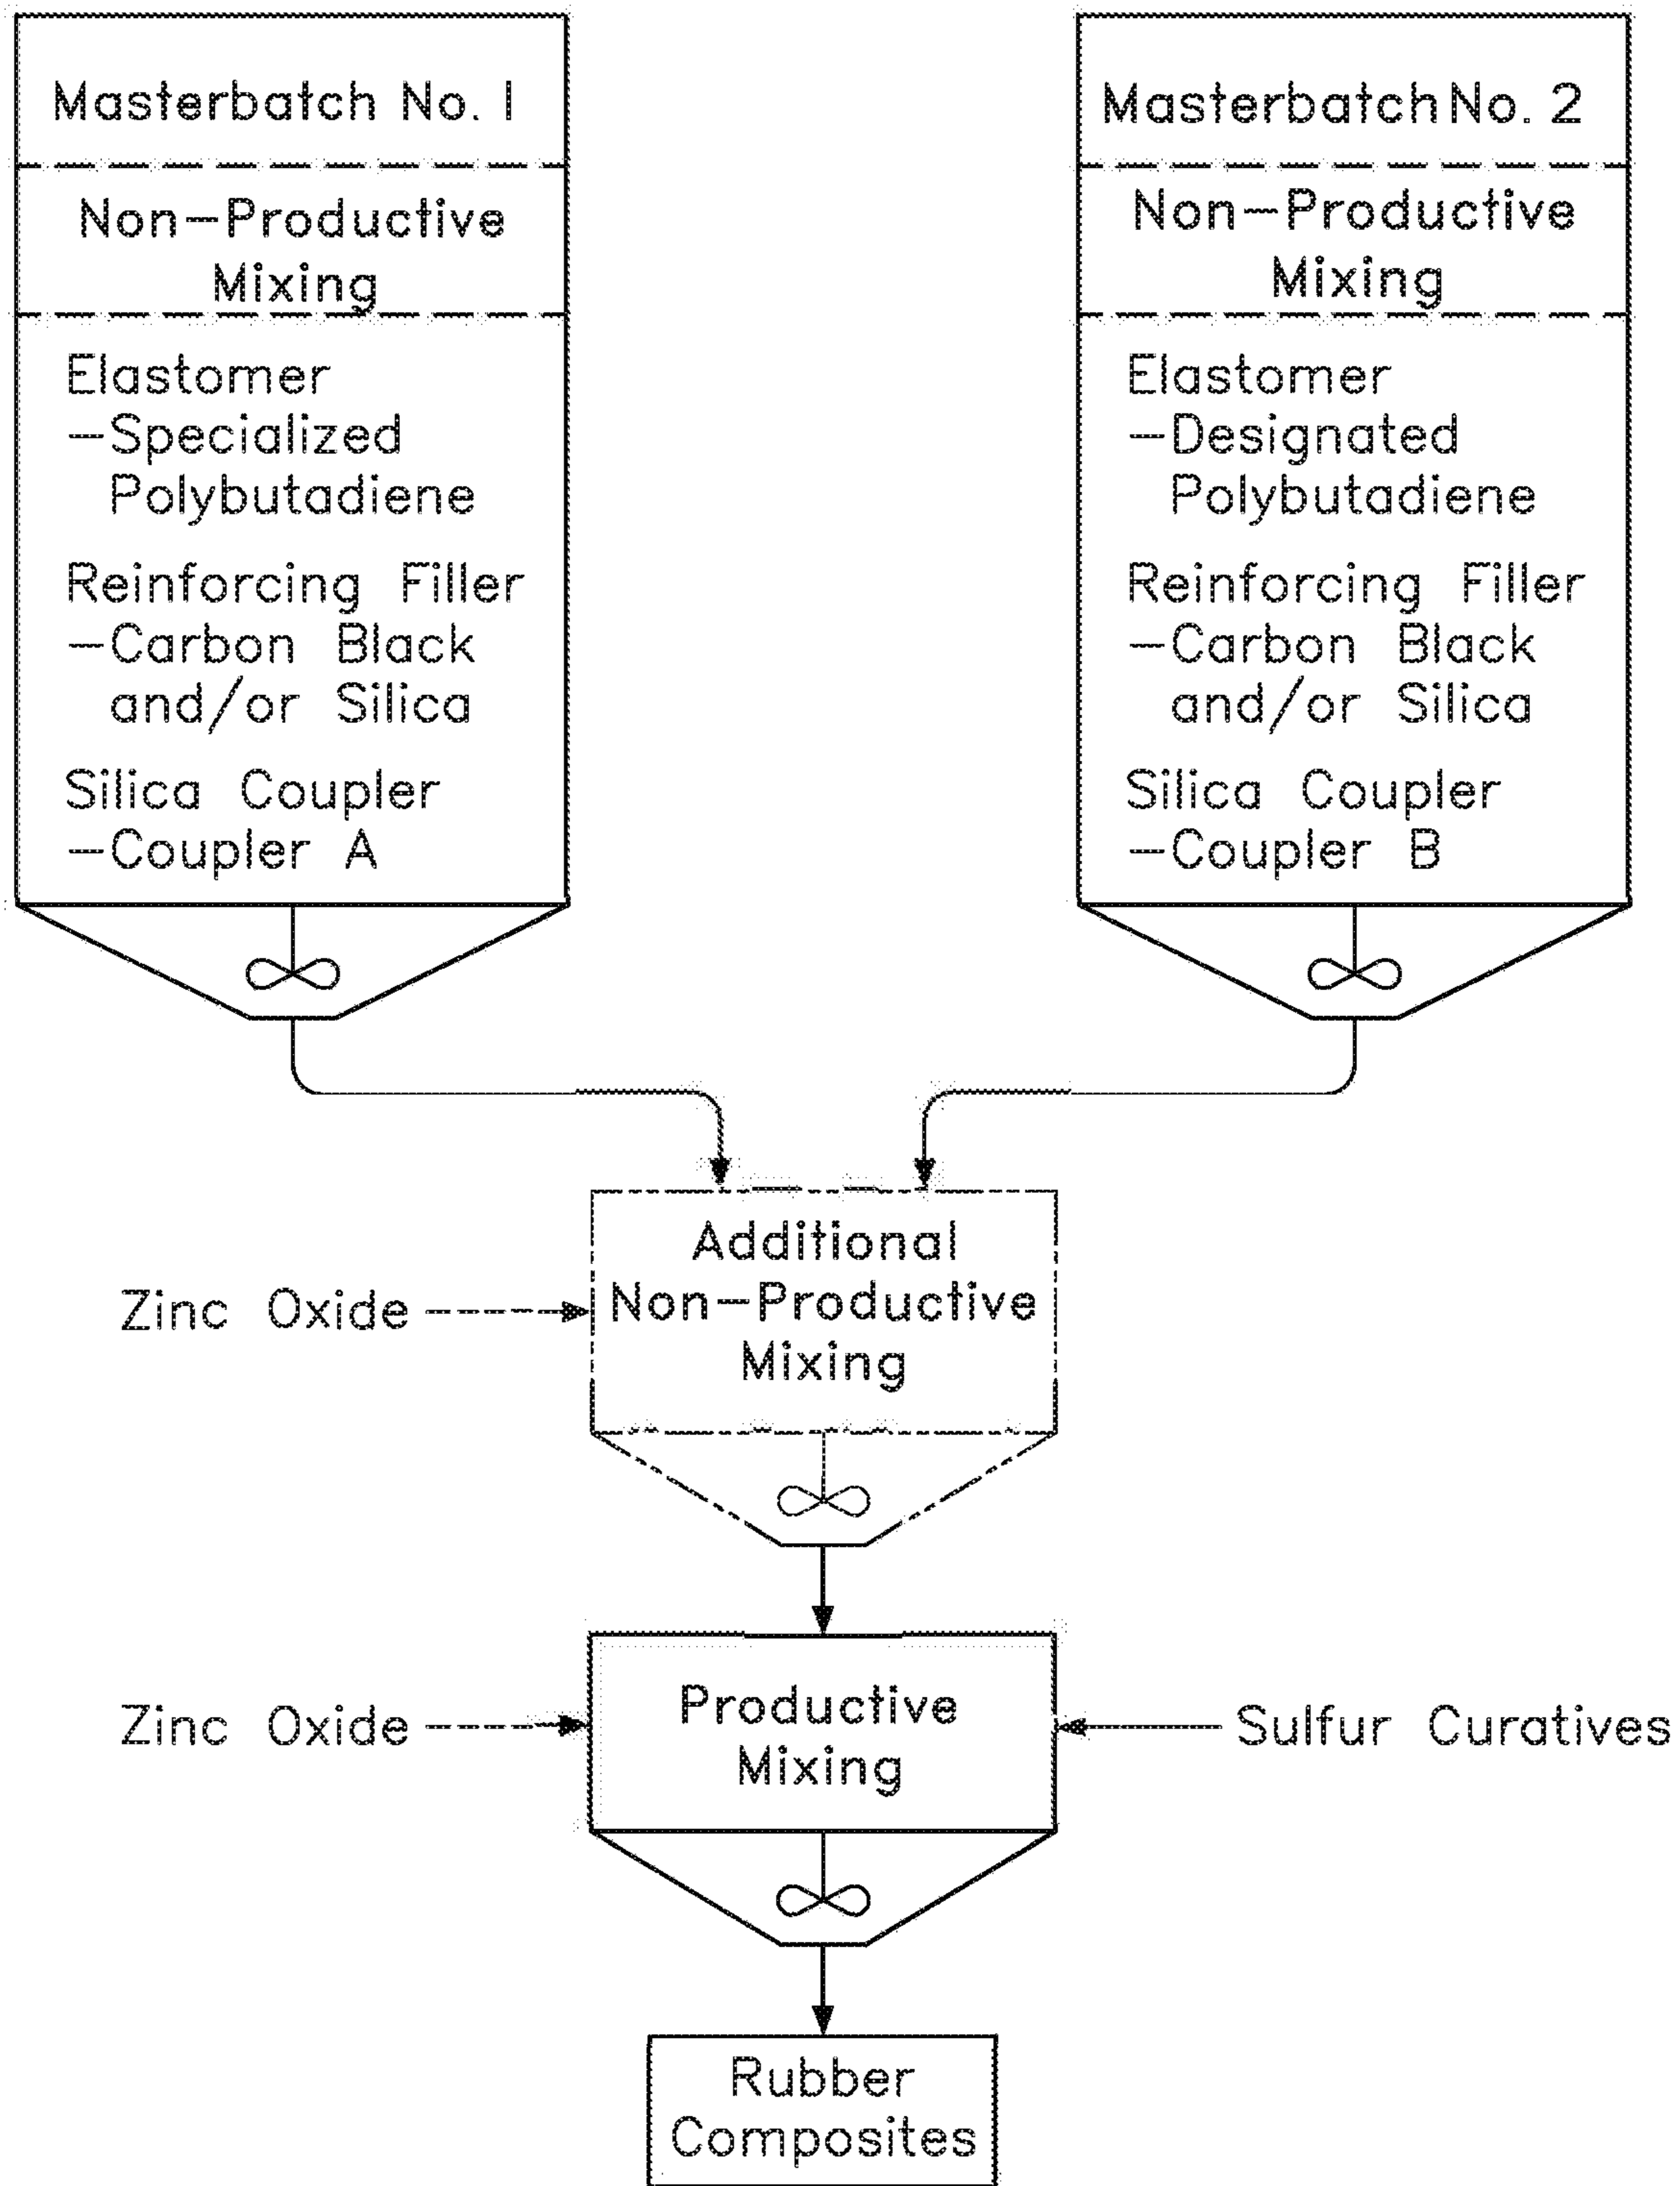 Masterbatch No. 1
Non-Productive
Mixing
Elastomer
-Specialized
Polybutadiene
Reinforcing Filler
-Carbon Black
and/or Silica
Silica Coupler
-Coupler A
Masterbatch No. 2
Non-Productive
Mixing
Elastomer
-Designated
Polybutadiene
Reinforcing Filler
-Carbon Black
and/or Silica
Silica Coupler
-Coupler B
Additional
Non-Productive
Mixing
Zinc Oxide
Productive
Mixing
Zinc Oxide
Sulfur Curatives
Rubber
Composites